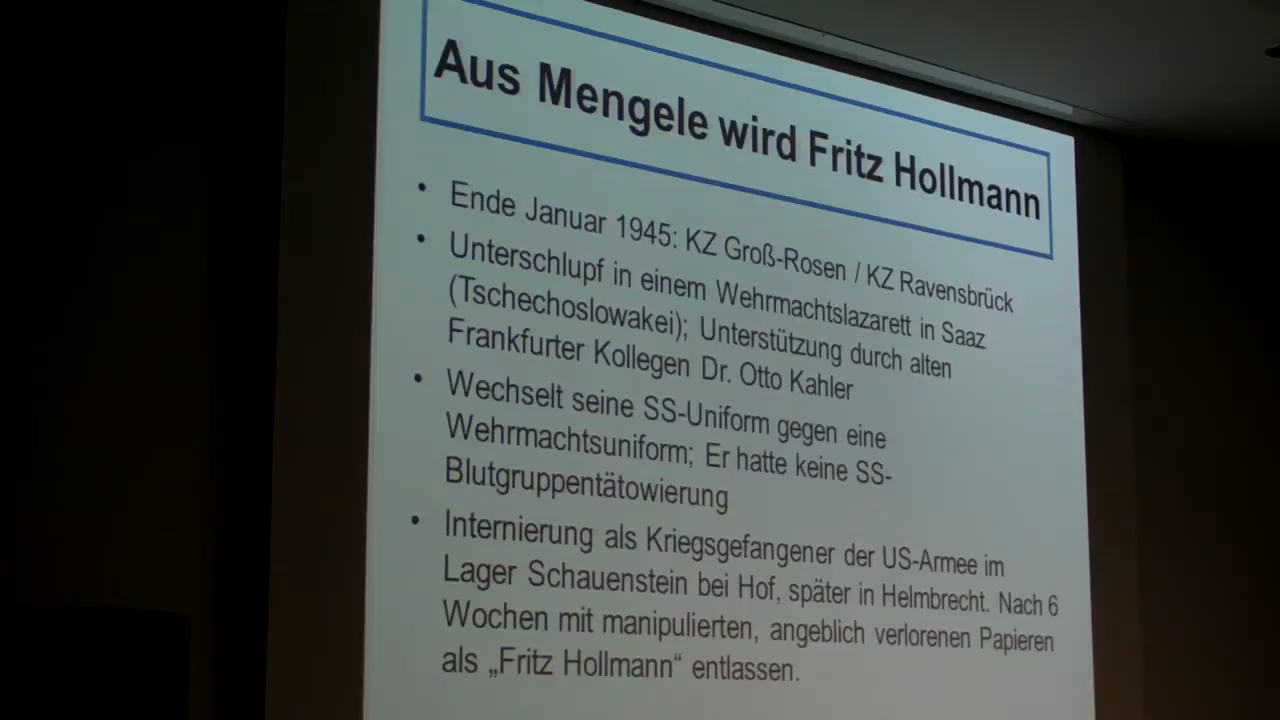 Aus Mengele wird Fritz Hollmann
• Ende Januar 1945: KZ Groß-Rosen / KZ Ravensbrück
• Unterschlupf in einem Wehrmachtslazarett in Saaz
(Tschechoslowakei); Unterstützung durch alten
Frankfurter Kollegen Dr. Otto Kahler
• Wechselt seine SS-Uniform gegen eine
Wehrmachtsuniform; Er hatte keine SS-
Blutgruppentätowierung
• Internierung als Kriegsgefangener der US-Armee im
Lager Schauenstein bei Hof, später in Helmbrecht. Nach 6
Wochen mit manipulierten, angeblich verlorenen Papieren
als „Fritz Hollmann“ entlassen.